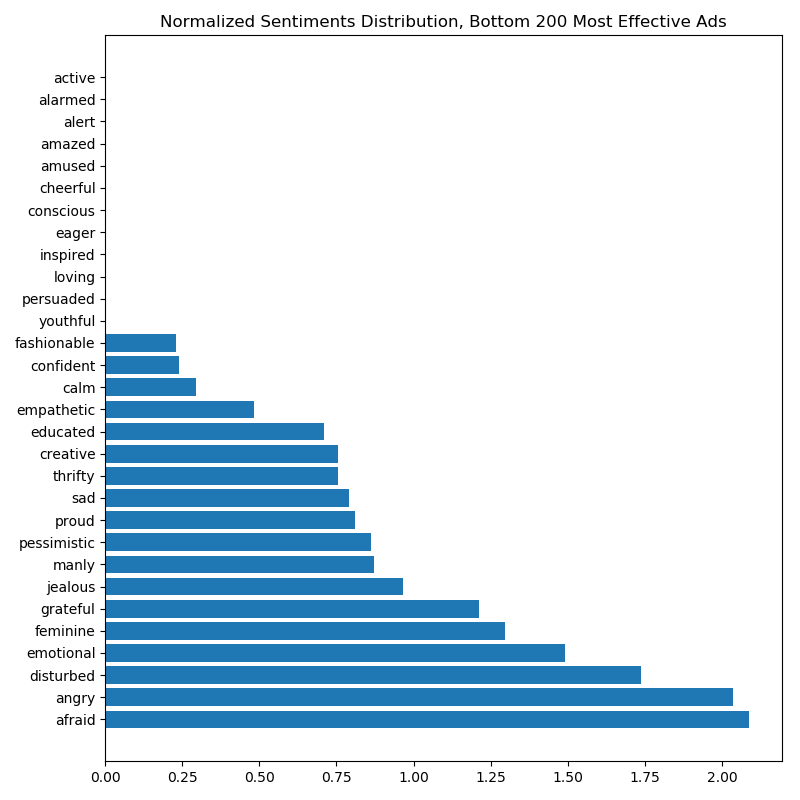 Normalized Sentiments Distribution, Bottom 200 Most Effective Ads
active
alarmed
alert
amazed
amused
cheerful
conscious
eager
inspired
loving
persuaded
youthful
fashionable
confident
calm
empathetic
educated
creative
thrifty
sad
proud
pessimistic
manly
jealous
grateful
feminine
emotional
disturbed
angry
afraid
0.00 0.25 0.50 0.75 1.00 1.25 1.50 1.75 2.00